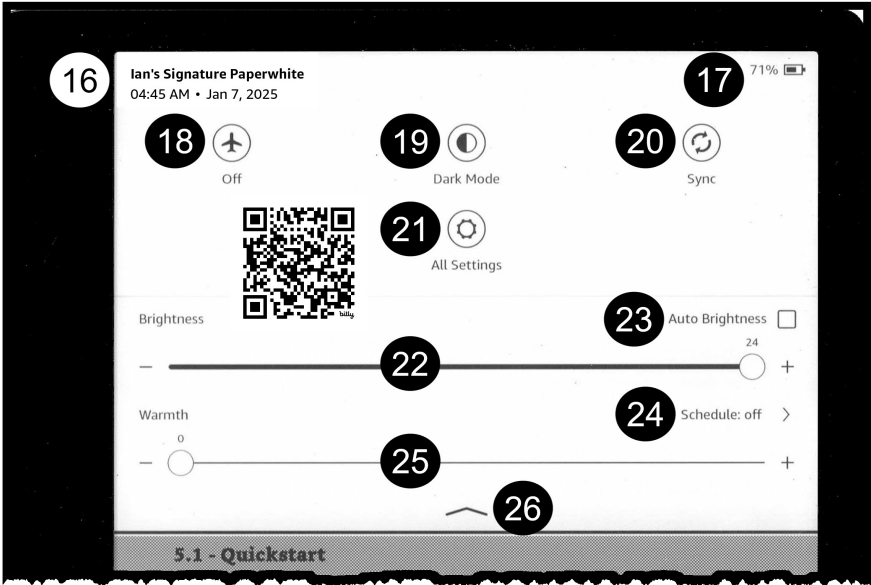 16 Ian's Signature Paperwhite 17 71%
04:45 AM • Jan 7, 2025
18 19 20
Off Dark Mode Sync
21
All Settings
bitly
Brightness 23 Auto Brightness
24
− 22 +
Warmth 24 Schedule: off >
0
− 25 +
26
5.1 - Quickstart